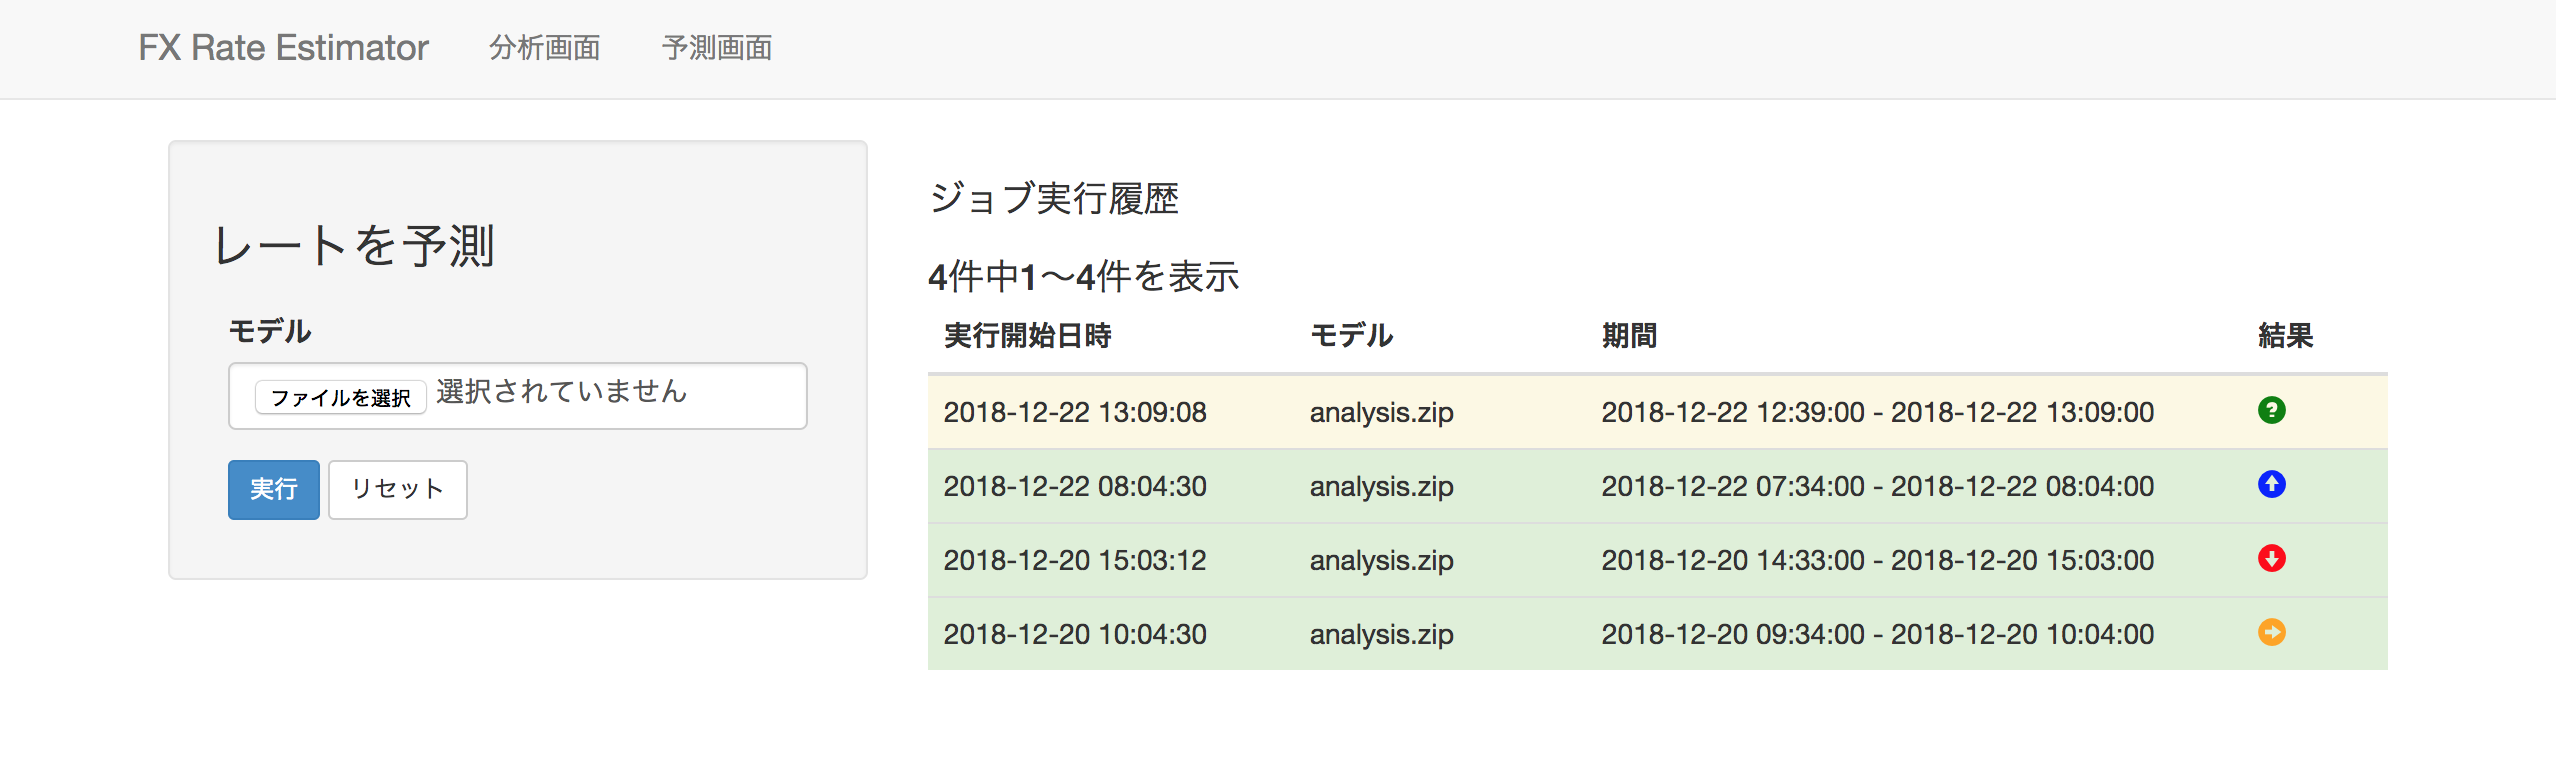 FX Rate Estimator 分析画面 予測画面
レートを予測
モデル
ファイルを選択 選択されていません
実行 リセット
ジョブ実行履歴
4件中1〜4件を表示
実行開始日時 モデル 期間 結果
2018-12-22 13:09:08 analysis.zip 2018-12-22 12:39:00 - 2018-12-22 13:09:00 ?
2018-12-22 08:04:30 analysis.zip 2018-12-22 07:34:00 - 2018-12-22 08:04:00
2018-12-20 15:03:12 analysis.zip 2018-12-20 14:33:00 - 2018-12-20 15:03:00
2018-12-20 10:04:30 analysis.zip 2018-12-20 09:34:00 - 2018-12-20 10:04:00